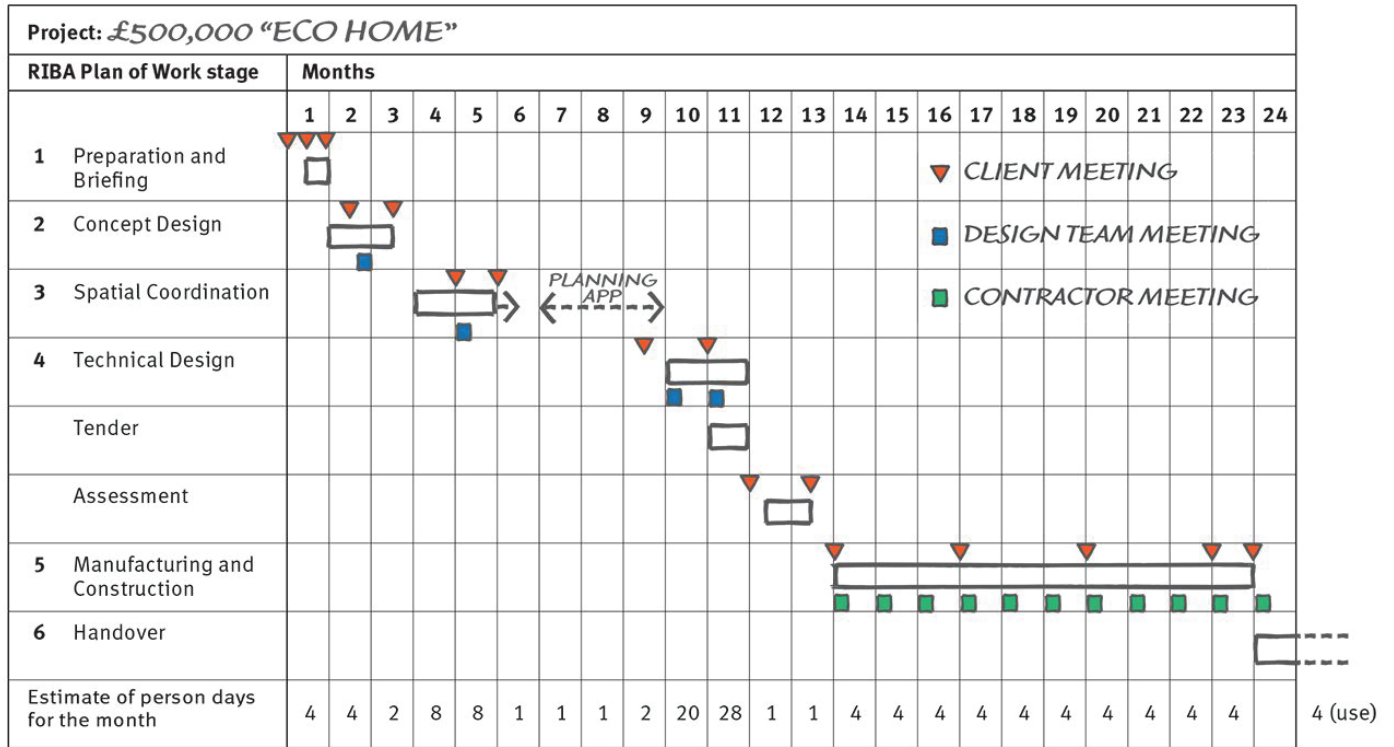 Project: £500,000 “ECO HOME”
RIBA Plan of Work stage Months
1 2 3 4 5 6 7 8 9 10 11 12 13 14 15 16 17 18 19 20 21 22 23 24
1 Preparation and
Briefing
CLIENT MEETING
2 Concept Design
DESIGN TEAM MEETING
3 Spatial Coordination
PLANNING
APP
CONTRACTOR MEETING
4 Technical Design
Tender
Assessment
5 Manufacturing and
Construction
6 Handover
Estimate of person days
for the month
4 4 2 8 8 1 1 1 2 20 28 1 1 4 4 4 4 4 4 4 4 4 4 4 (use)